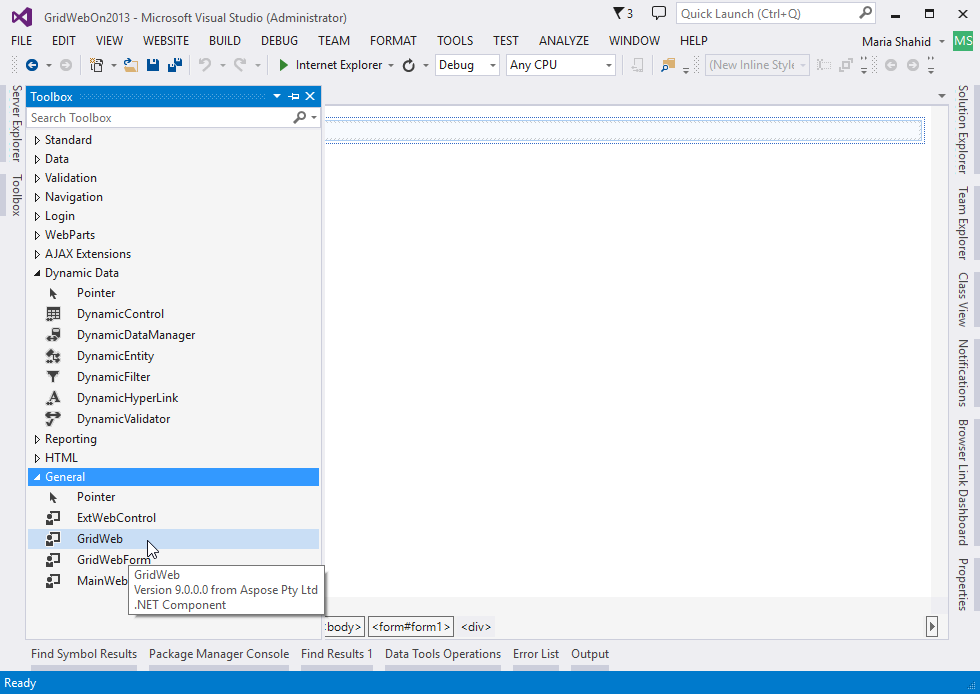 GridWebOn2013 - Microsoft Visual Studio (Administrator)
3
Quick Launch (Ctrl+Q)
FILE EDIT VIEW WEBSITE BUILD DEBUG TEAM FORMAT TOOLS TEST ANALYZE WINDOW HELP
Maria Shahid
MS
Internet Explorer
Debug
Any CPU
(New Inline Style
Server Explorer
Toolbox
Toolbox
Search Toolbox
Standard
Data
Validation
Navigation
Login
WebParts
AJAX Extensions
Dynamic Data
Pointer
DynamicControl
DynamicDataManager
DynamicEntity
DynamicFilter
DynamicHyperLink
DynamicValidator
Reporting
HTML
General
Pointer
ExtWebControl
GridWeb
GridWebForm
MainWeb
GridWeb
Version 9.0.0.0 from Aspose Pty Ltd
.NET Component
body> <form#form1> <div>
Solution Explorer
Team Explorer
Class View
Notifications
Browser Link Dashboard
Properties
Find Symbol Results Package Manager Console Find Results 1 Data Tools Operations Error List Output
Ready